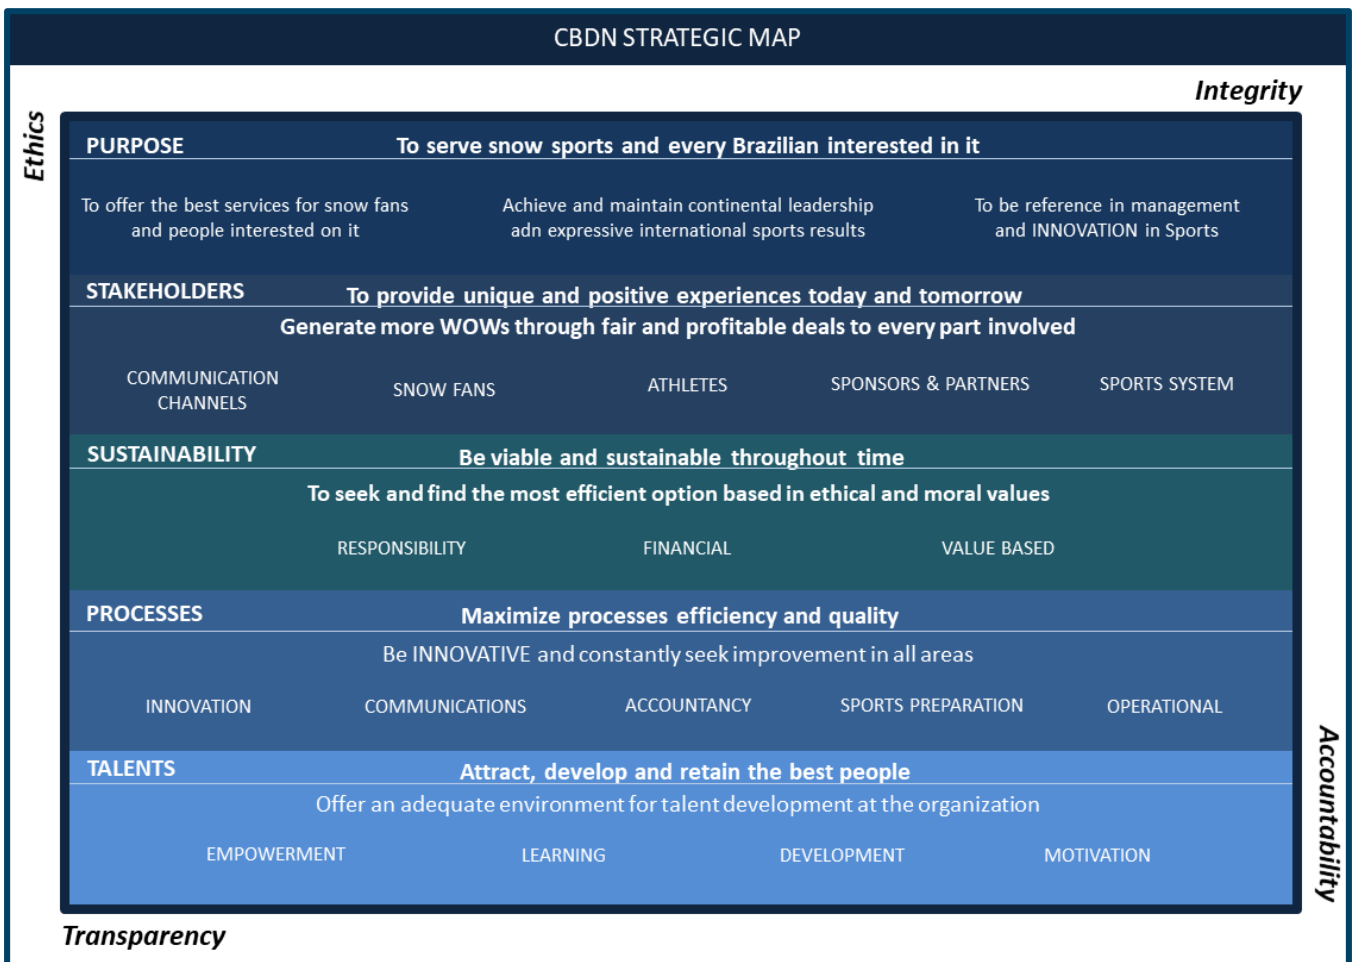 CBDN STRATEGIC MAP
Integrity
Ethics
PURPOSE
To serve snow sports and every Brazilian interested in it
To offer the best services for snow fans
and people interested on it
Achieve and maintain continental leadership
adn expressive international sports results
To be reference in management
and INNOVATION in Sports
STAKEHOLDERS
To provide unique and positive experiences today and tomorrow
Generate more WOWs through fair and profitable deals to every part involved
COMMUNICATION
CHANNELS
SNOW FANS
ATHLETES
SPONSORS & PARTNERS
SPORTS SYSTEM
SUSTAINABILITY
Be viable and sustainable throughout time
To seek and find the most efficient option based in ethical and moral values
RESPONSIBILITY
FINANCIAL
VALUE BASED
PROCESSES
Maximize processes efficiency and quality
Be INNOVATIVE and constantly seek improvement in all areas
INNOVATION
COMMUNICATIONS
ACCOUNTANCY
SPORTS PREPARATION
OPERATIONAL
TALENTS
Attract, develop and retain the best people
Offer an adequate environment for talent development at the organization
EMPOWERMENT
LEARNING
DEVELOPMENT
MOTIVATION
Accountability
Transparency